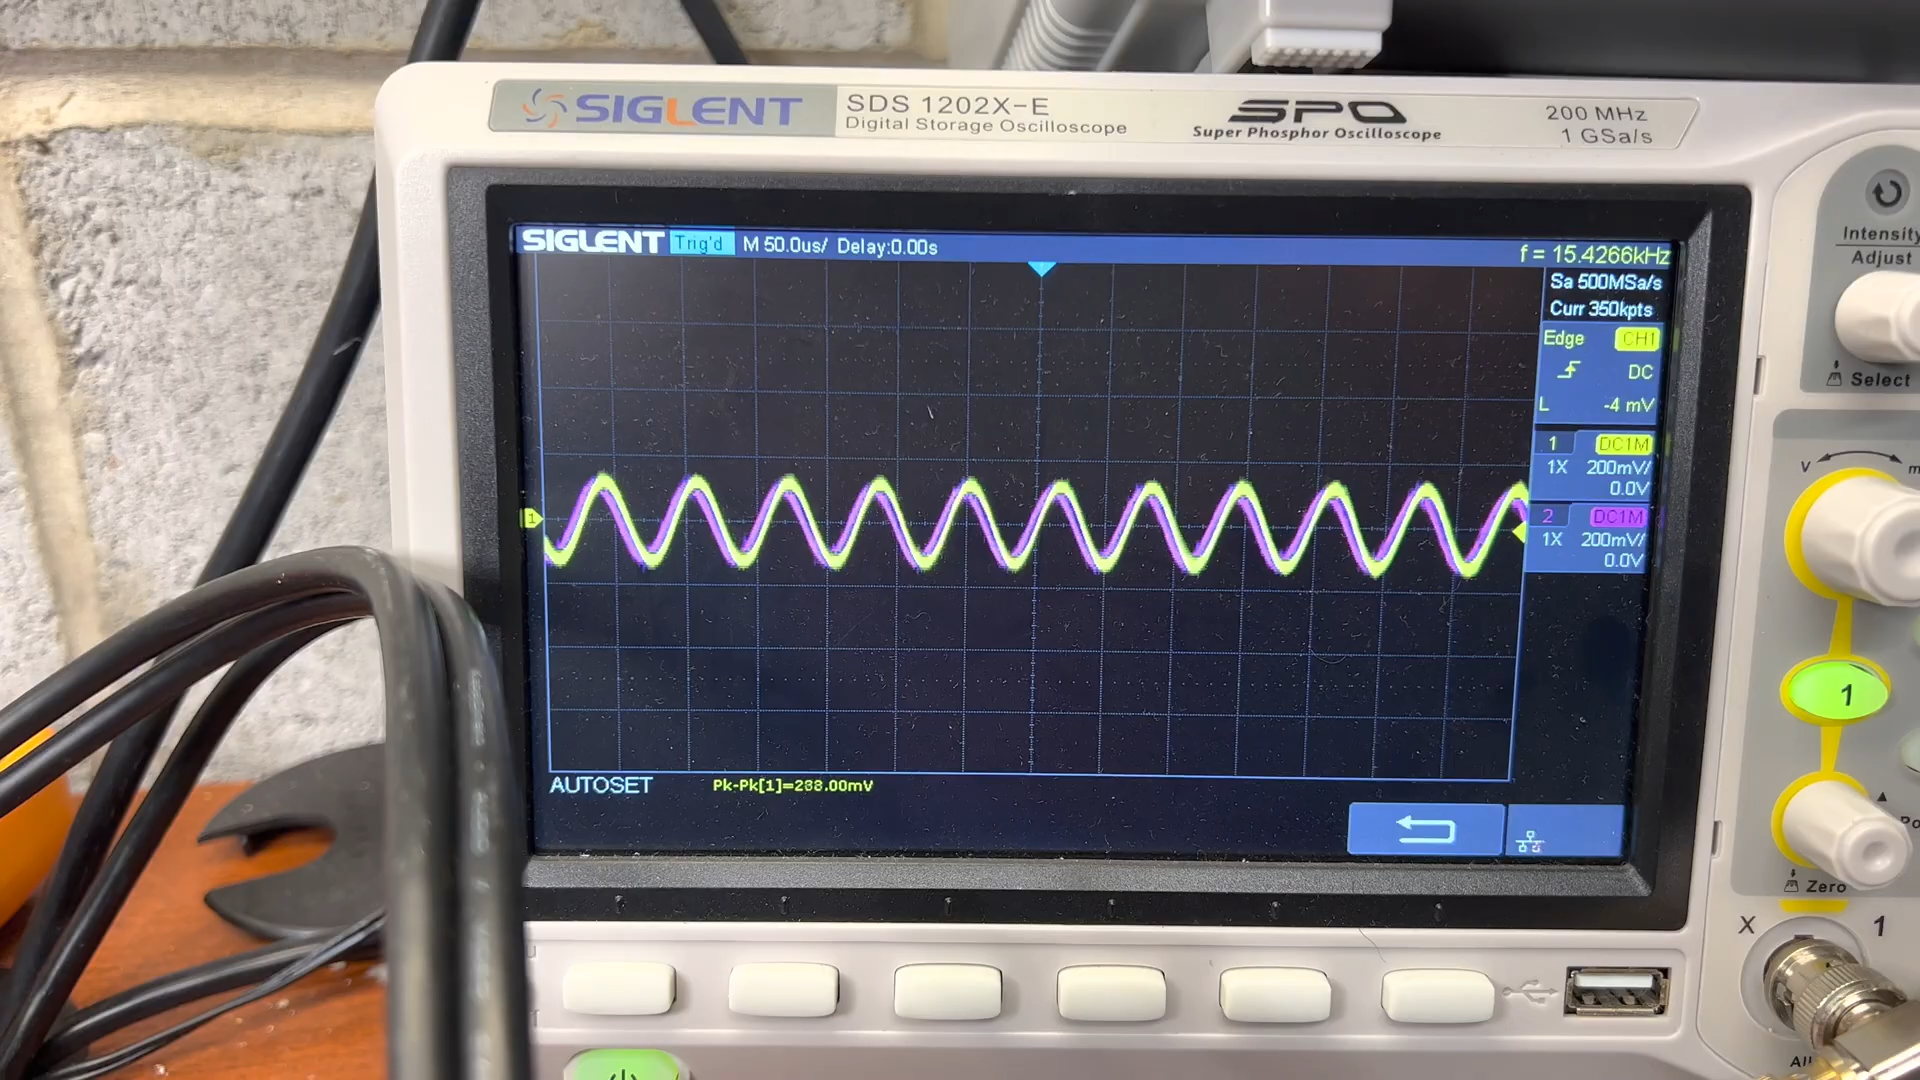 SIGLENT
SDS 1202X-E
Digital Storage Oscilloscope
SPO
Super Phosphor Oscilloscope
200 MHz
1 GSa/s
SIGLENT Trig'd M 50.0us/ Delay:0.00s
f = 15.4266kHz
Sa 500MSa/s
Curr 350kpts
Edge CH1
DC
L -4 mV
1 DC1M
1X 200mV/
0.0V
2 DC1M
1X 200mV/
0.0V
1
AUTOSET
Pk-Pk[1]=288.00mV
Intensity
Adjust
Select
V
1
Zero
X 1